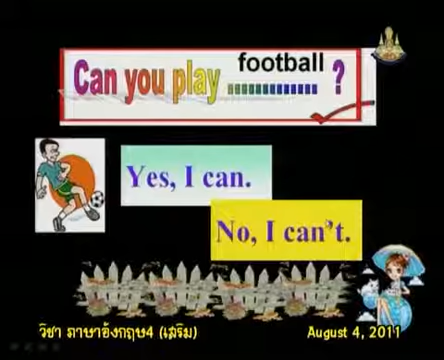 football
Can you play ............... ?
Yes, I can.
No, I can't.
วิชา ภาษาอังกฤษ4 (เสริม)
August 4, 2011